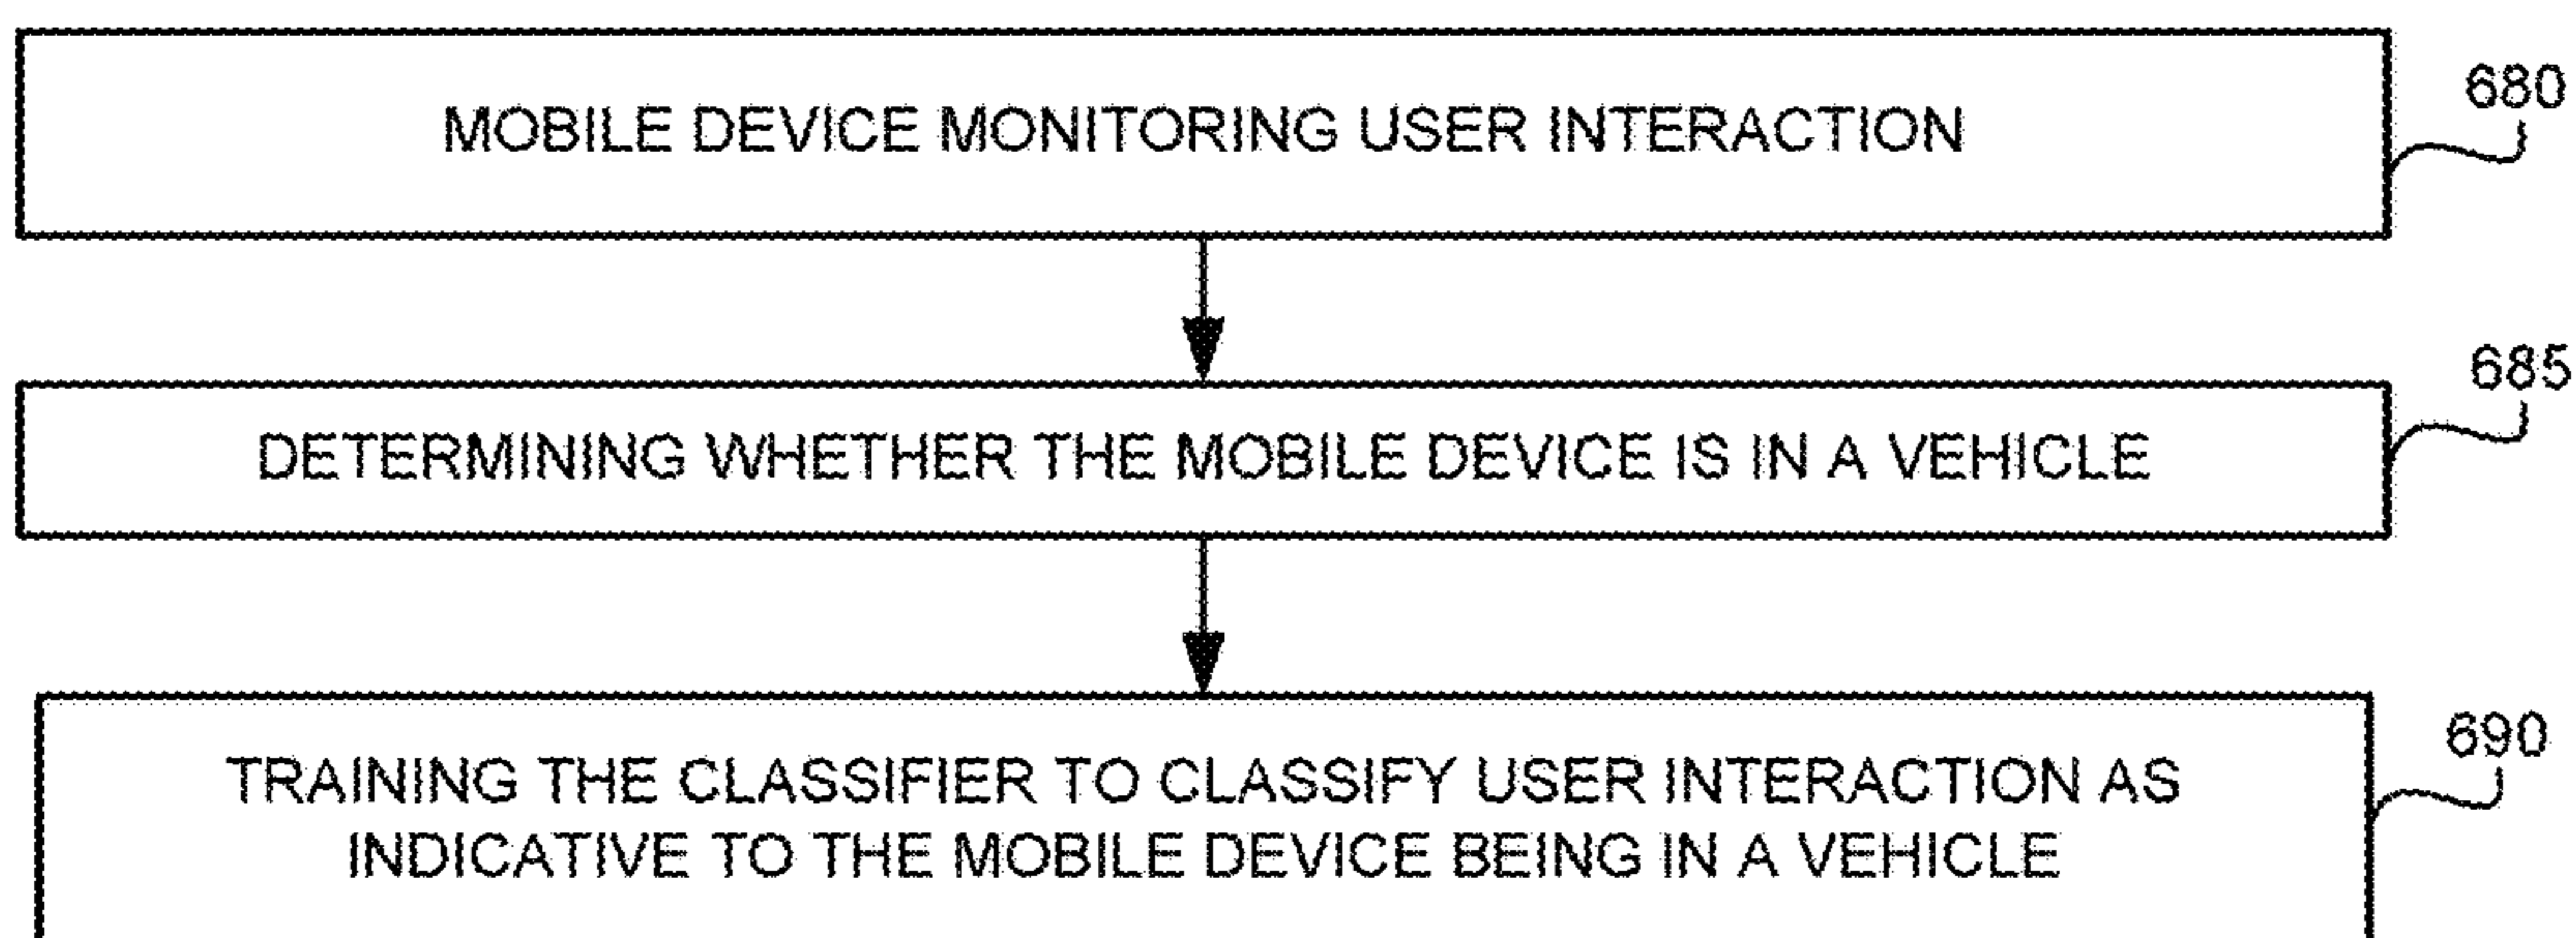 MOBILE DEVICE MONITORING USER INTERACTION
680
DETERMINING WHETHER THE MOBILE DEVICE IS IN A VEHICLE
685
TRAINING THE CLASSIFIER TO CLASSIFY USER INTERACTION AS
INDICATIVE TO THE MOBILE DEVICE BEING IN A VEHICLE
690